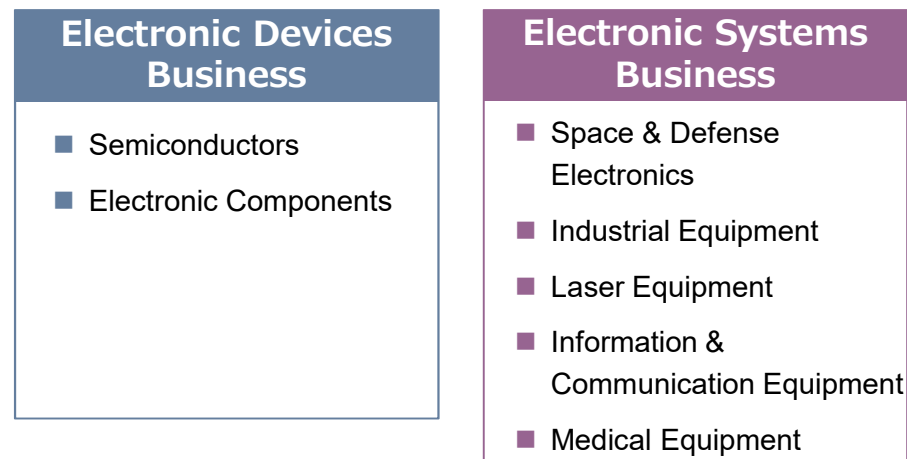 Electronic Devices
Business
Semiconductors
Electronic Components
Electronic Systems
Business
Space & Defense
Electronics
Industrial Equipment
Laser Equipment
Information &
Communication Equipment
Medical Equipment